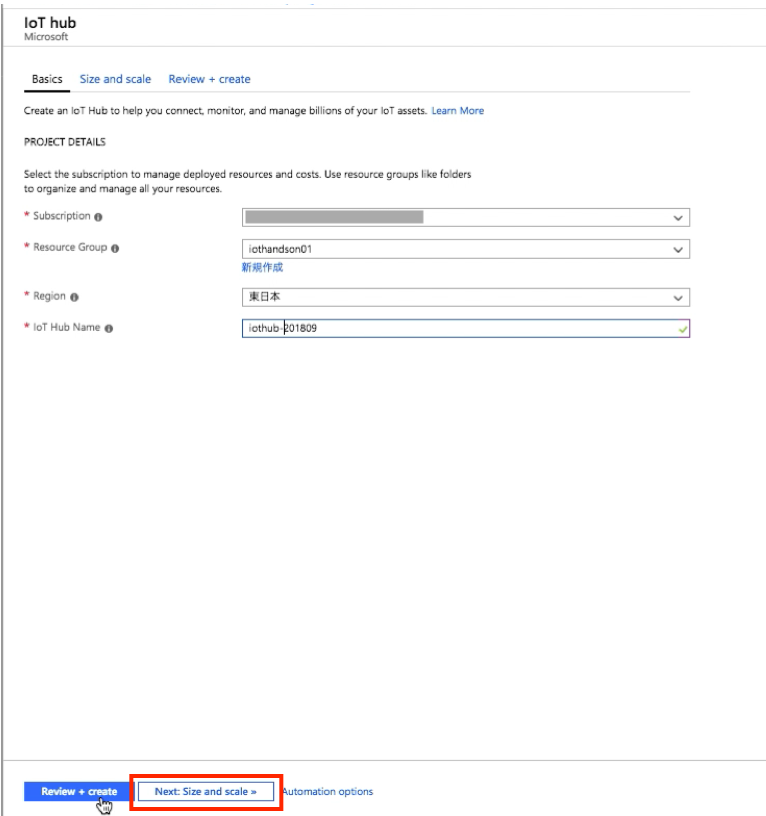 IoT hub
Microsoft
Basics Size and scale Review + create
Create an IoT Hub to help you connect, monitor, and manage billions of your IoT assets. Learn More
PROJECT DETAILS
Select the subscription to manage deployed resources and costs. Use resource groups like folders
to organize and manage all your resources.
* Subscription
* Resource Group iothandson01
新規作成
* Region 東日本
* IoT Hub Name iothub-201809
Review + create Next: Size and scale » Automation options